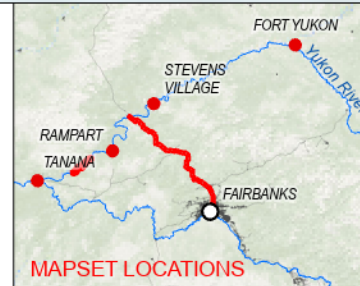 FORT YUKON
Yukon River
STEVENS
VILLAGE
RAMPART
TANANA
FAIRBANKS
MAPSET LOCATIONS